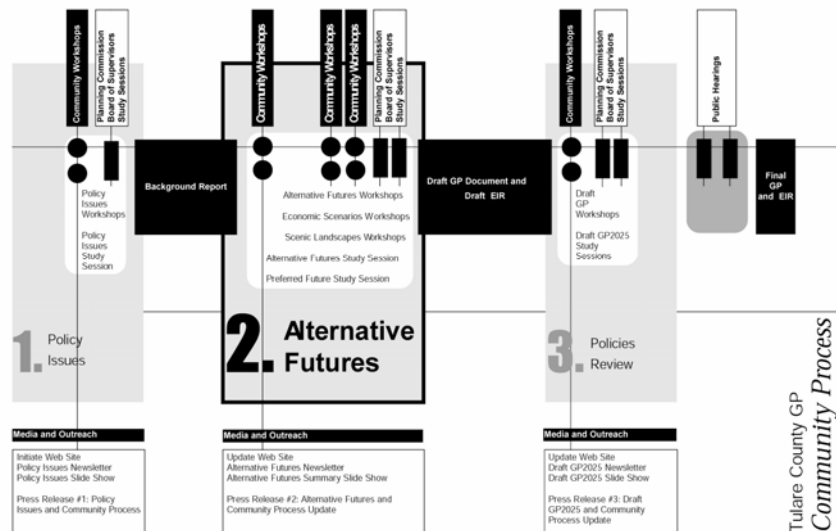 Community Workshops
Planning Commission
Board of Supervisors
Study Sessions
Community Workshops
Community Workshops
Community Workshops
Planning Commission
Board of Supervisors
Study Sessions
Community Workshops
Planning Commission
Board of Supervisors
Study Sessions
Public Hearings
Policy
Issues
Workshops
Policy
Issues
Study
Session
Background Report
Alternative Futures Workshops
Economic Scenarios Workshops
Scenic Landscapes Workshops
Alternative Futures Study Session
Preferred Future Study Session
Draft GP Document and
Draft EIR
Draft
GP
Workshops
Draft GP2025
Study
Sessions
Final
GP
and EIR
1. Policy
Issues
2. Alternative
Futures
3. Policies
Review
Media and Outreach
Initiate Web Site
Policy Issues Newsletter
Policy Issues Slide Show
Press Release #1: Policy
Issues and Community Process
Media and Outreach
Update Web Site
Alternative Futures Newsletter
Alternative Futures Summary Slide Show
Press Release #2: Alternative Futures and
Community Process Update
Media and Outreach
Update Web Site
Draft GP2025 Newsletter
Draft GP2025 Slide Show
Press Release #3: Draft
GP2025 and Community
Process Update
Tulare County GP
Community Process